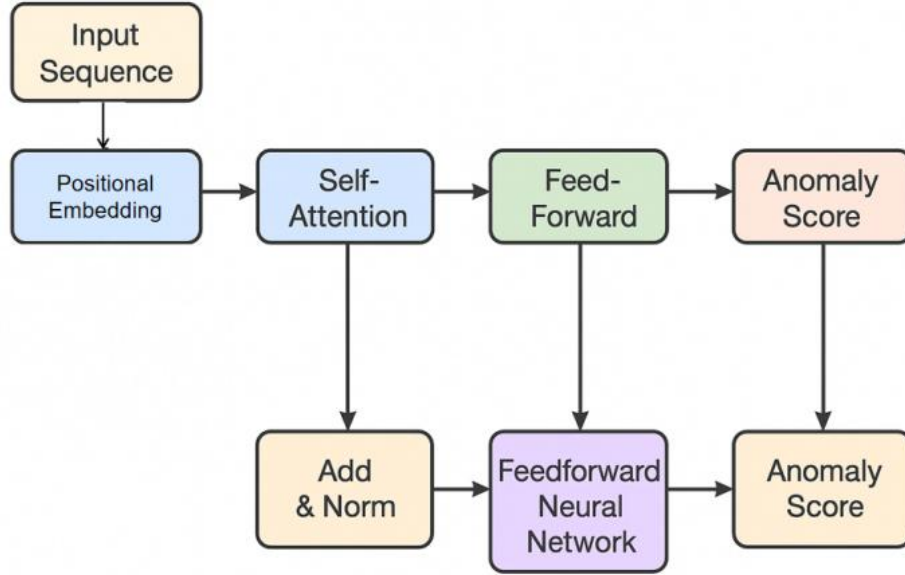 Input
Sequence
Positional
Embedding
Self-
Attention
Feed-
Forward
Anomaly
Score
Add
& Norm
Feedforward
Neural
Network
Anomaly
Score